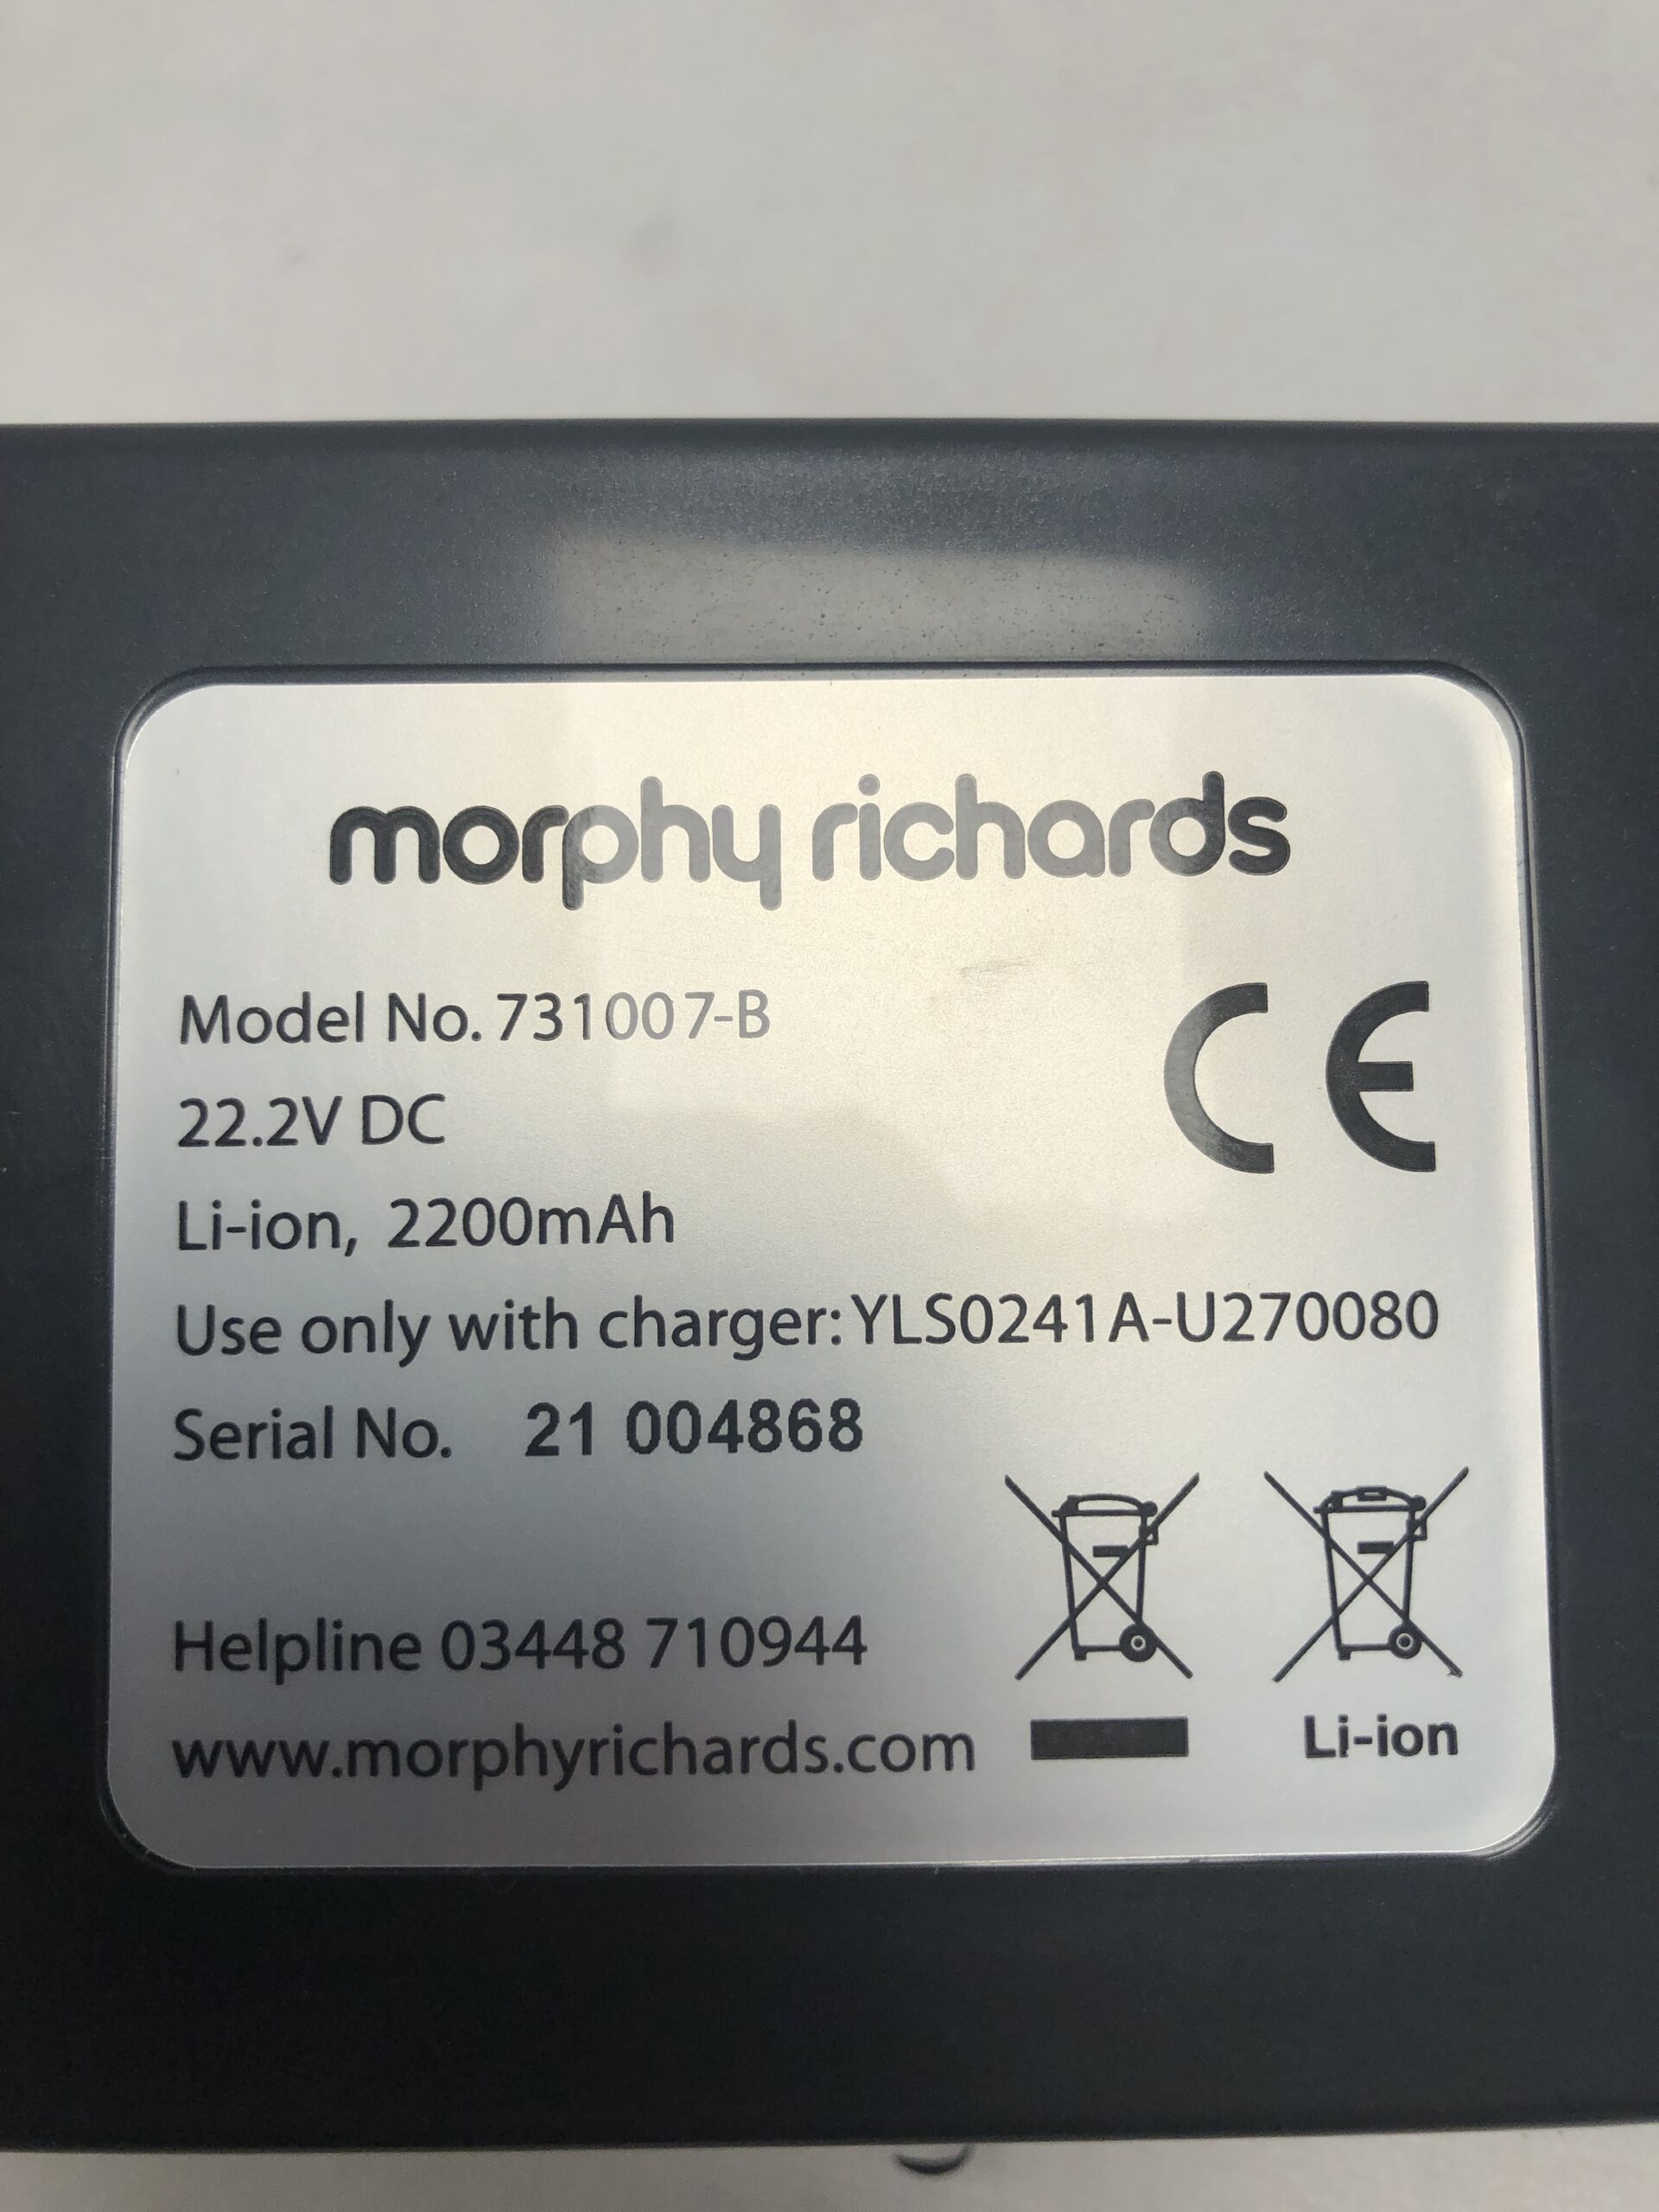 morphy richards
Model No. 731007-B
22.2V DC
Li-ion, 2200mAh
Use only with charger: YLS0241A-U270080
Serial No. 21 004868
Helpline 03448 710944
www.morphyrichards.com
Li-ion
CE